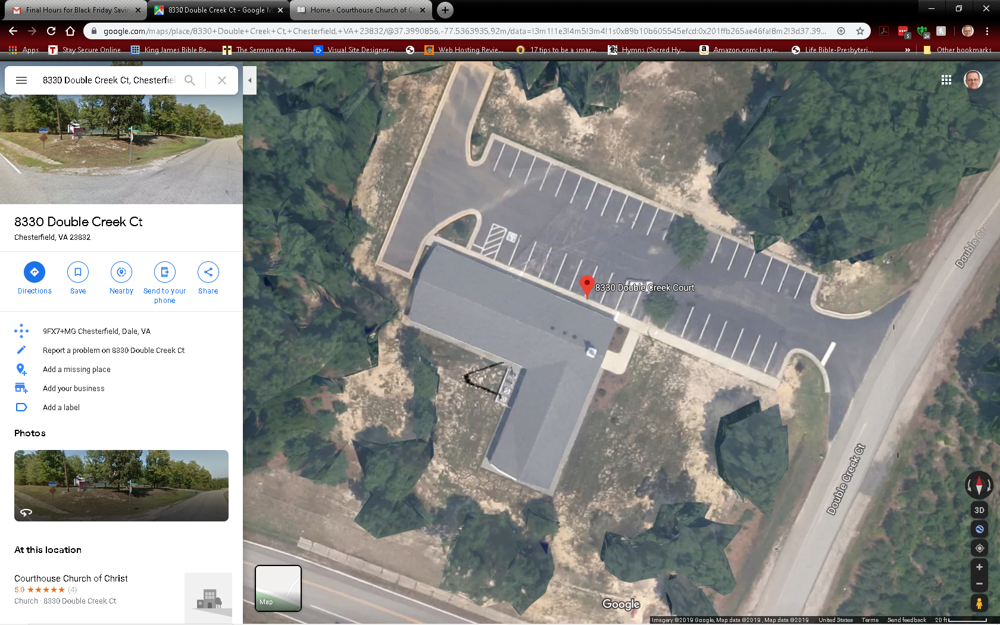 Final Hours for Black Friday Savin
8330 Double Creek Ct - Google M
Home ‹ Courthouse Church of C
google.com/maps/place/8330+Double+Creek+Ct,+Chesterfield,+VA+23832/@37.3990856,-77.5363935,92m/data=!3m1!1e3!4m5!3m4!1s0x89b10b605545efcd:0x201ffb265ae46fa!8m2!3d37.39...
5
24
Apps
Stay Secure Online
King James Bible Be...
The Sermon on the...
Visual Site Designer...
Web Hosting Revie...
17 tips to be a smar...
Hymns (Sacred Hy...
Amazon.com: Lear...
Life Bible-Presbyteri...
»
Other bookmarks
8330 Double Creek Ct, Chesterfiel
8330 Double Creek Ct
Chesterfield, VA 23832
Directions
Save
Nearby
Send to your
phone
Share
9FX7+MG Chesterfield, Dale, VA
Report a problem on 8330 Double Creek Ct
Add a missing place
Add your business
Add a label
Photos
At this location
Courthouse Church of Christ
5.0 ★★★★★ (4)
Church · 8330 Double Creek Ct
8330 Double Creek Court
Double Cre
Double Creek Ct
Map
Google
3D
Imagery ©2019 Google, Map data ©2019 , Map data ©2019
United States
Terms
Send feedback
20 ft